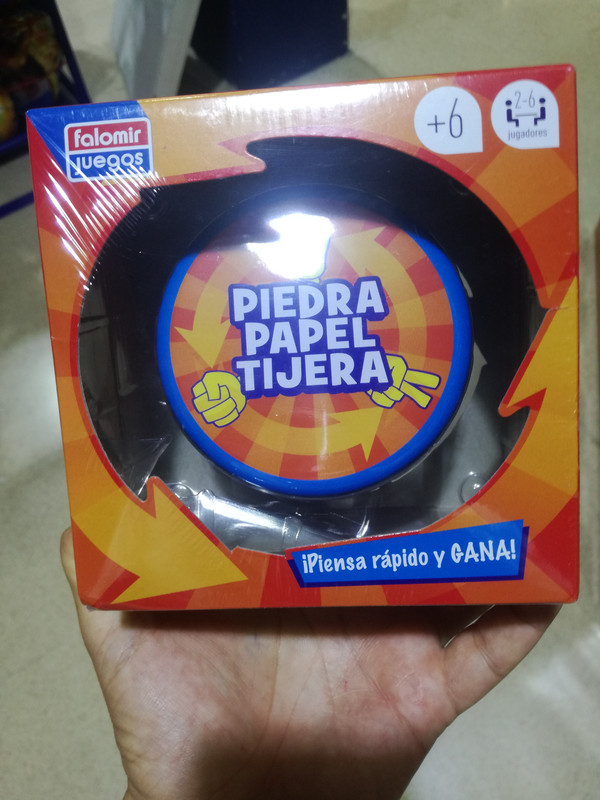 falomir
juegos
+6
2-6
jugadores
PIEDRA
PAPEL
TIJERA
¡Piensa rápido y GANA!